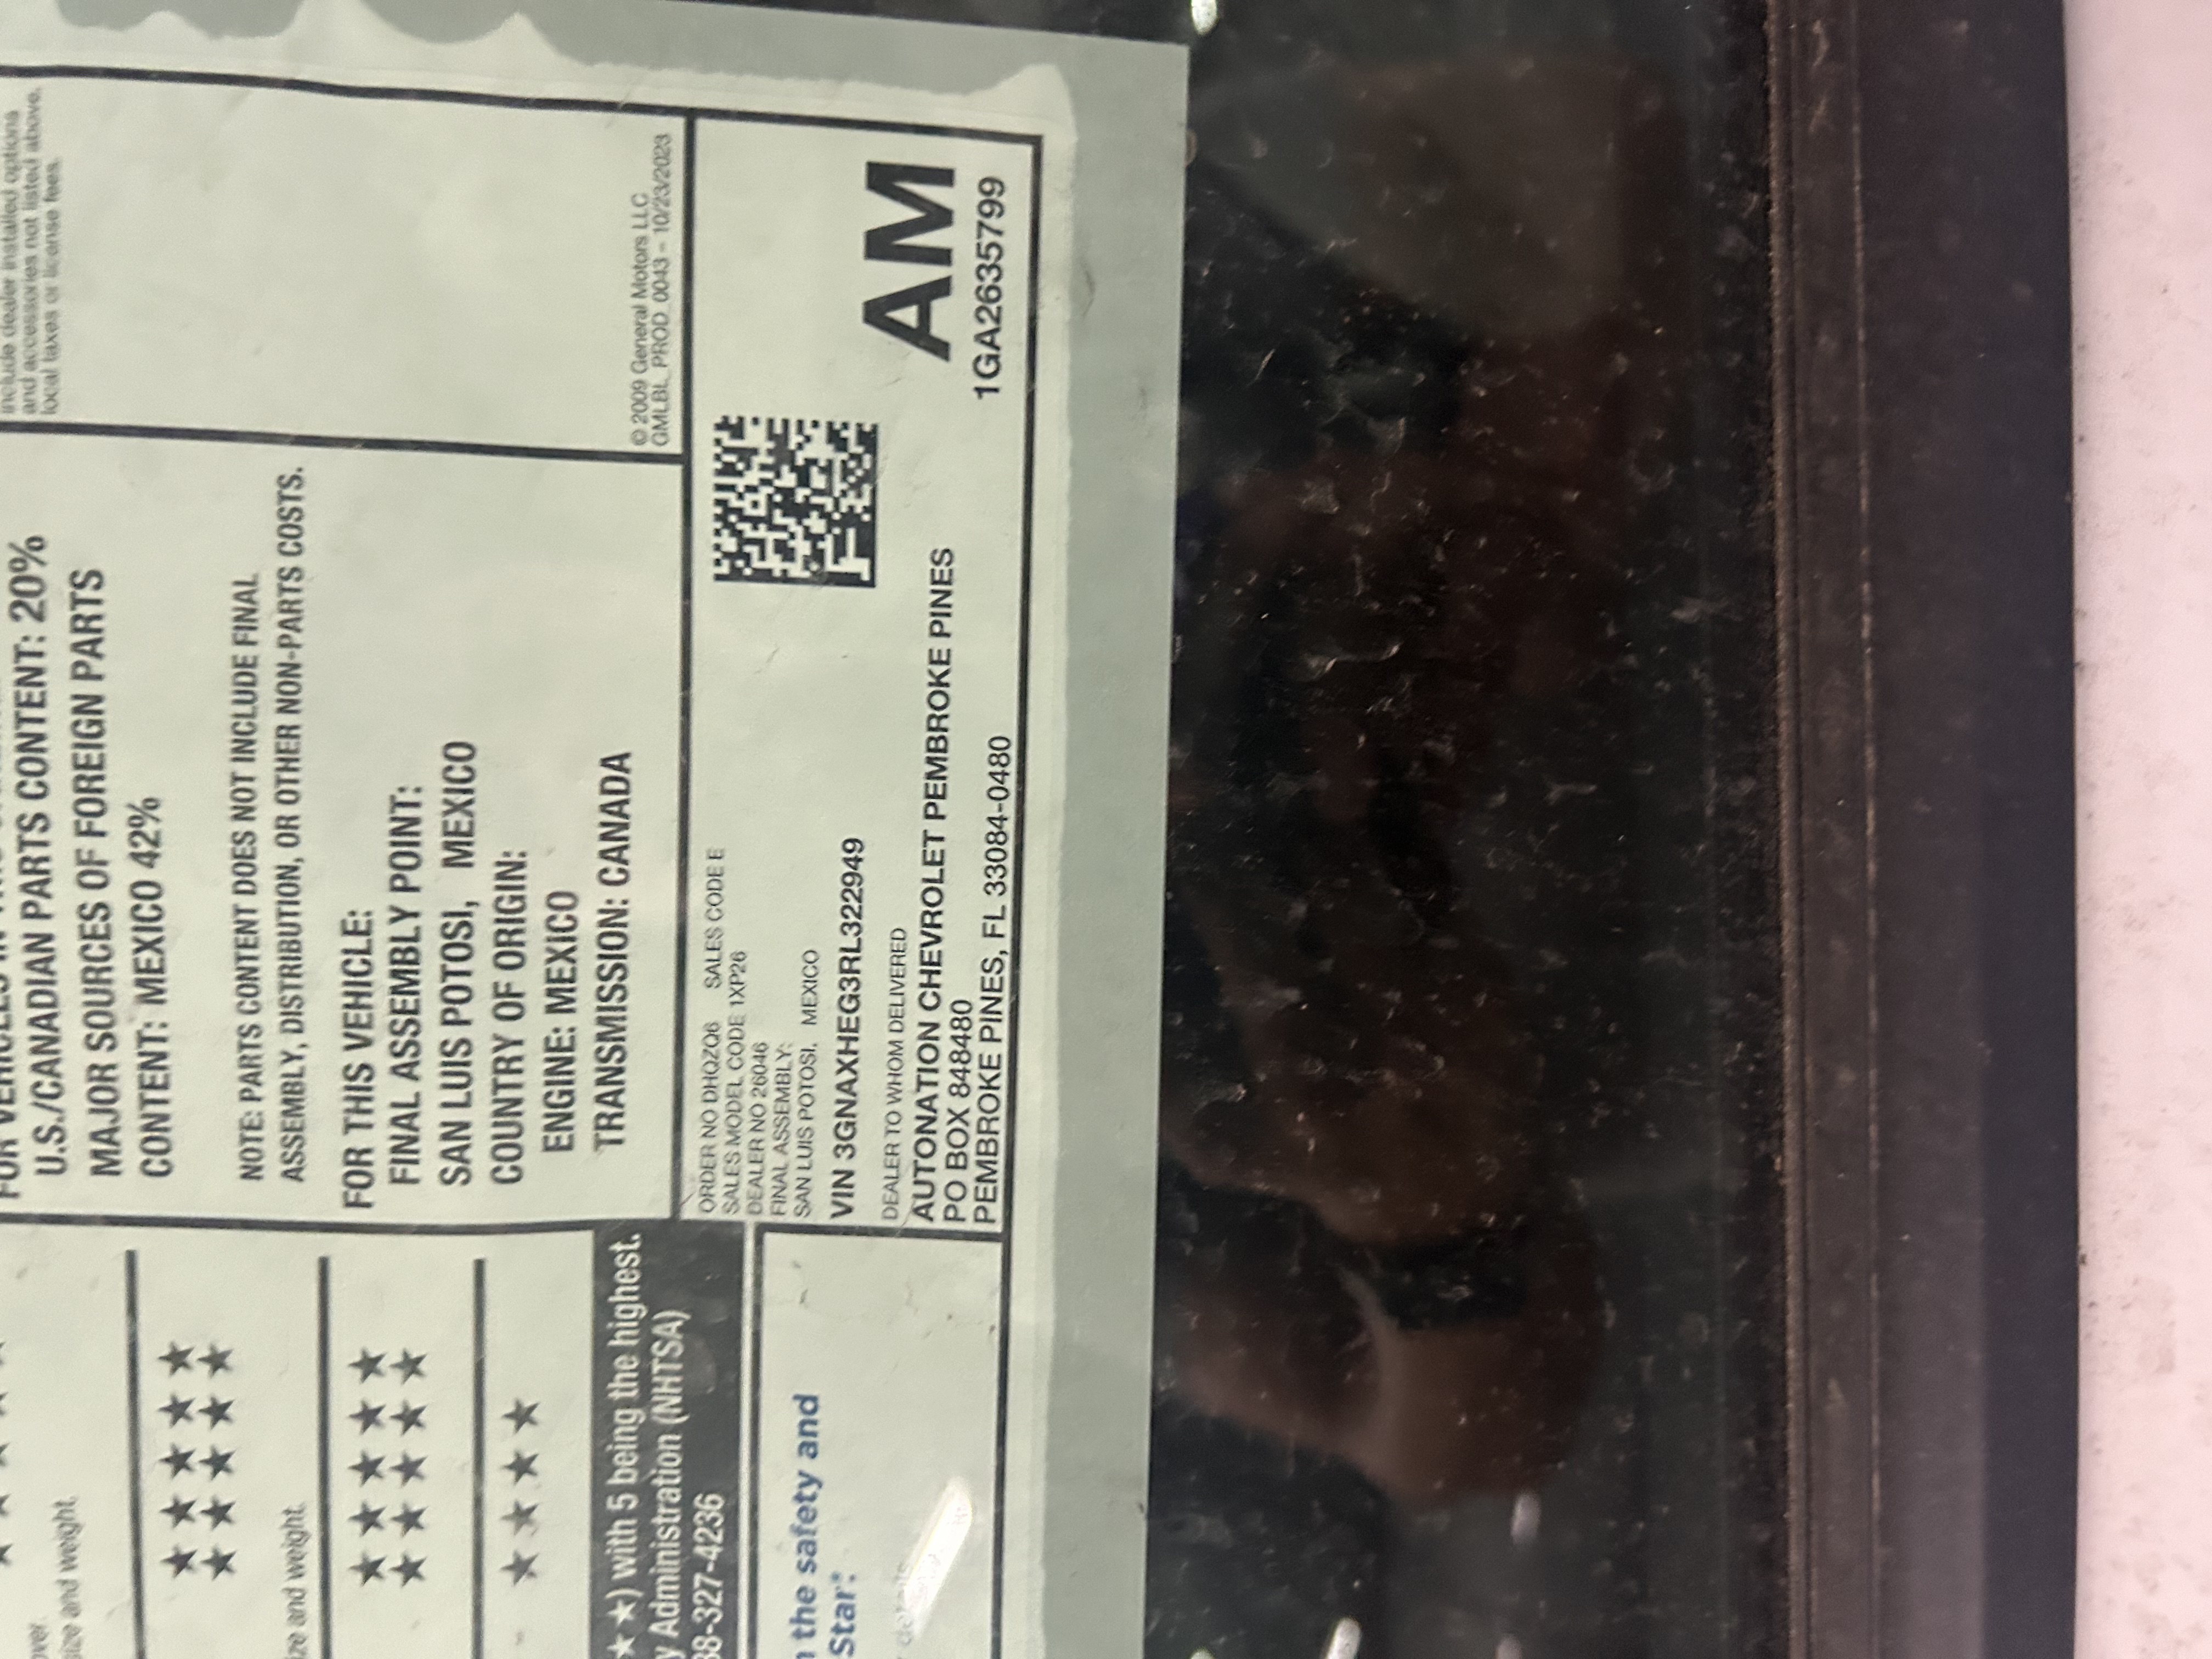 include dealer installed options
and accessories not listed above,
local taxes or license fees.
U.S./CANADIAN PARTS CONTENT: 20%
MAJOR SOURCES OF FOREIGN PARTS
CONTENT: MEXICO 42%
NOTE: PARTS CONTENT DOES NOT INCLUDE FINAL
ASSEMBLY, DISTRIBUTION, OR OTHER NON-PARTS COSTS.
FOR THIS VEHICLE:
FINAL ASSEMBLY POINT:
SAN LUIS POTOSI, MEXICO
COUNTRY OF ORIGIN:
ENGINE: MEXICO
TRANSMISSION: CANADA
©2009 General Motors LLC
GMLBL_PROD_0043 - 10/23/2023
size and weight.
★★★★★
★★★★★
size and weight.
★★★★★
★★★★★
★★★★
★★) with 5 being the highest.
Administration (NHTSA)
88-327-4236
the safety and
Star®.
ORDER NO DHQZQ6 SALES CODE E
SALES MODEL CODE 1XP26
DEALER NO 26046
FINAL ASSEMBLY:
SAN LUIS POTOSI, MEXICO
VIN 3GNAXHEG3RL322949
DEALER TO WHOM DELIVERED
AUTONATION CHEVROLET PEMBROKE PINES
PO BOX 848480
PEMBROKE PINES, FL 33084-0480
AM
1GA2635799